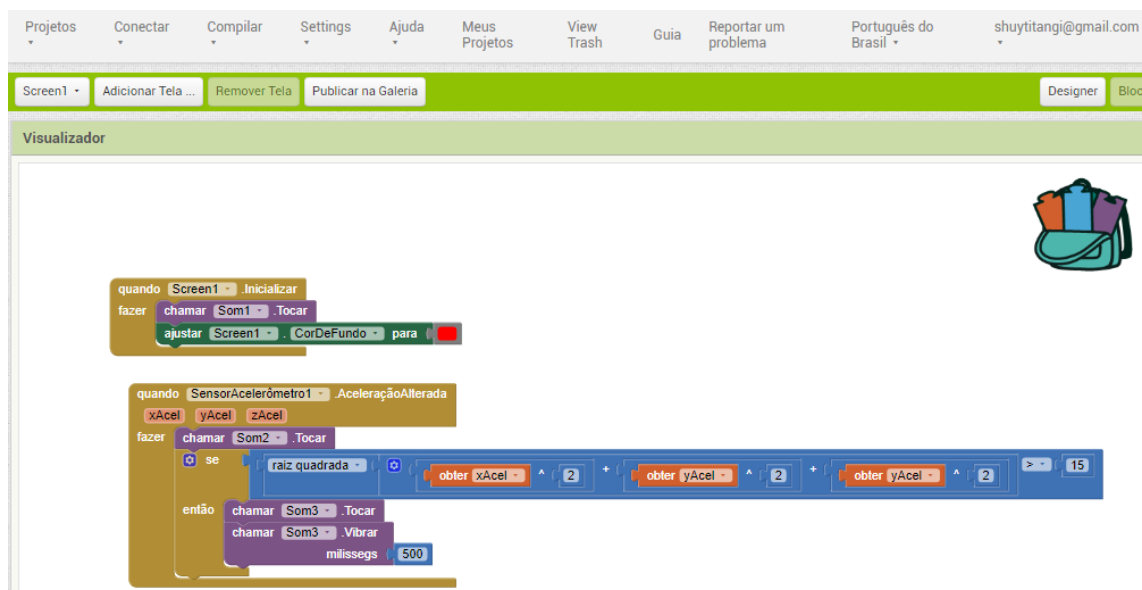 Projetos Conectar Compilar Settings Ajuda Meus Projetos View Trash Guia Reportar um problema Português do Brasil shuytitangi@gmail.com
Screen1 Adicionar Tela ... Remover Tela Publicar na Galeria Designer
Visualizador
quando Screen1 .Inicializar
fazer chamar Som1 .Tocar
ajustar Screen1 . CorDeFundo para
quando SensorAcelerômetro1 .AceleraçãoAlterada
xAcel yAcel zAcel
fazer chamar Som2 .Tocar
se raiz quadrada obter xAcel ^ 2 + obter yAcel ^ 2 + obter yAcel ^ 2 > 15
então chamar Som3 .Tocar
chamar Som3 .Vibrar
milissegs 500